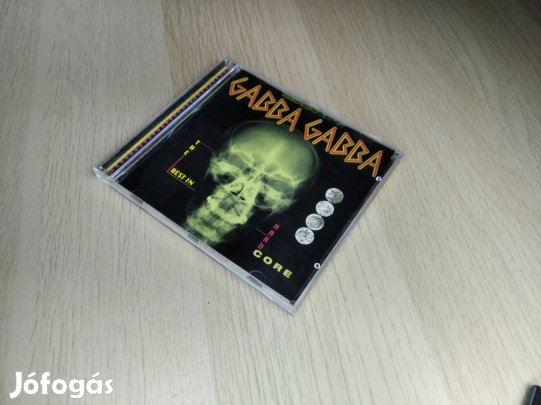 GABBA GABBA
THE
BEST IN
HARD
CORE
Jófogás